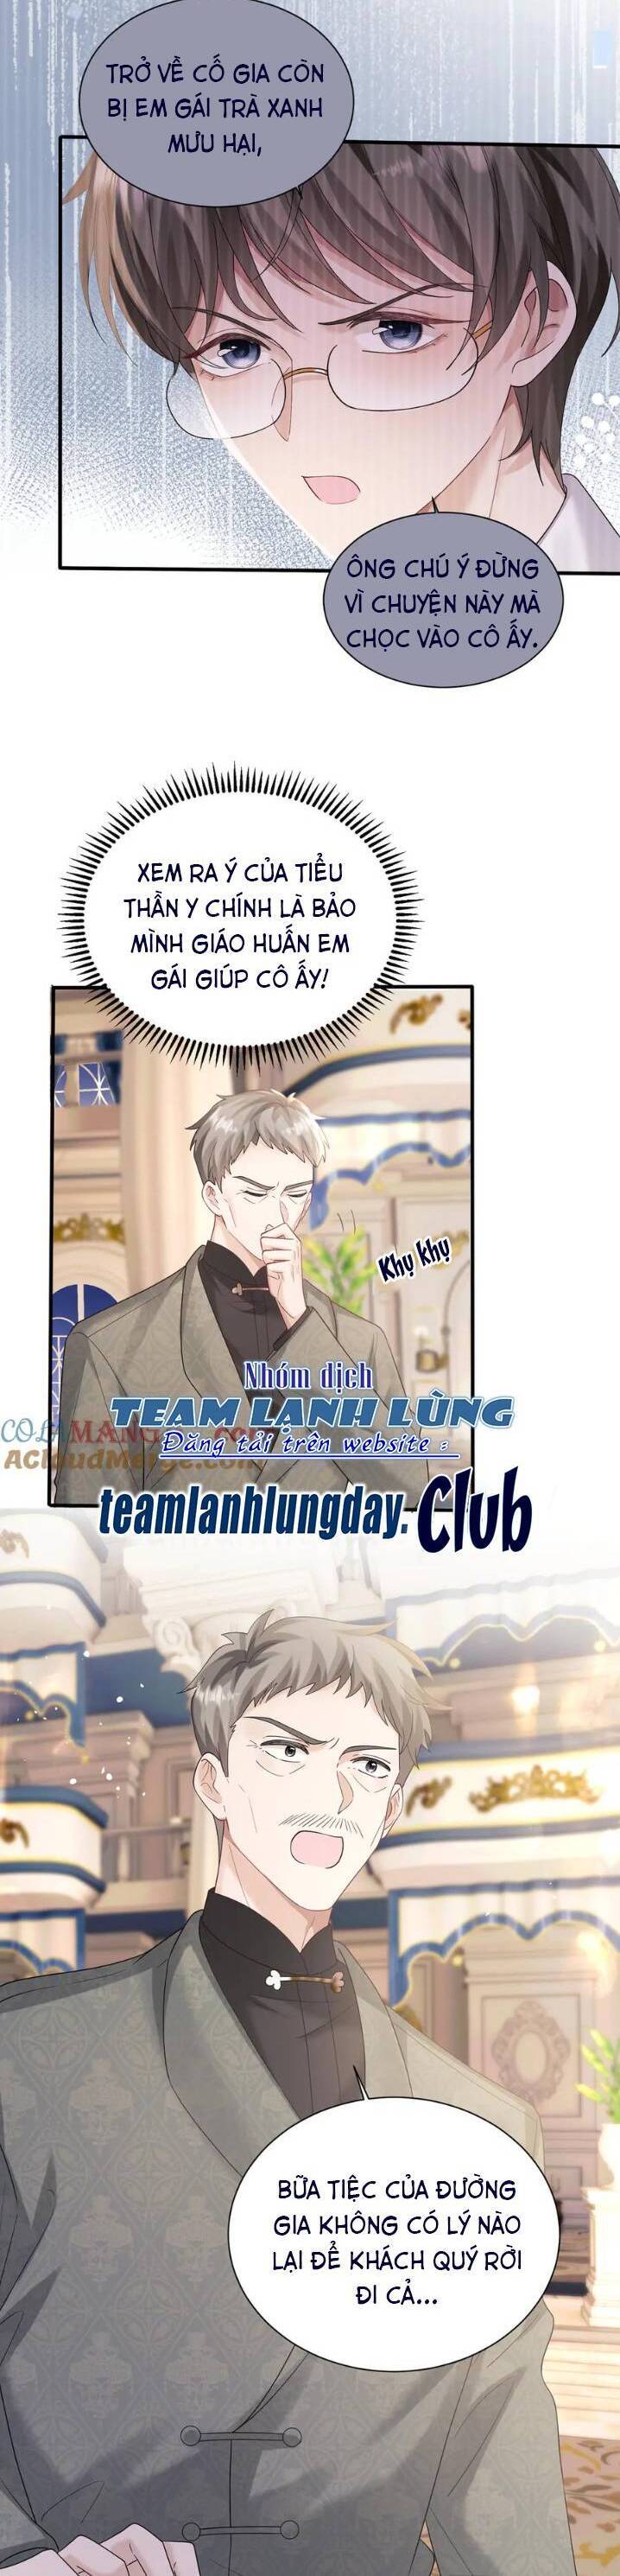 TRỞ VỀ CỐ GIA CÒN
BỊ EM GÁI TRÀ XANH
MƯU HẠI,
ÔNG CHÚ Ý ĐỪNG
VÌ CHUYỆN NÀY MÀ
CHỌC VÀO CÔ ẤY.
XEM RA Ý CỦA TIỂU
THẦN Y CHÍNH LÀ BẢO
MÌNH GIÁO HUẤN EM
GÁI GIÚP CÔ ẤY!
Khụ khụ
Nhóm dịch
TEAM LẠNH LÙNG
Đăng tải trên website :
COLAMANGA
AcloudMerge.com
teamlanhlungday.Club
BỮA TIỆC CỦA ĐƯỜNG
GIA KHÔNG CÓ LÝ NÀO
LẠI ĐỂ KHÁCH QUÝ RỜI
ĐI CẢ...